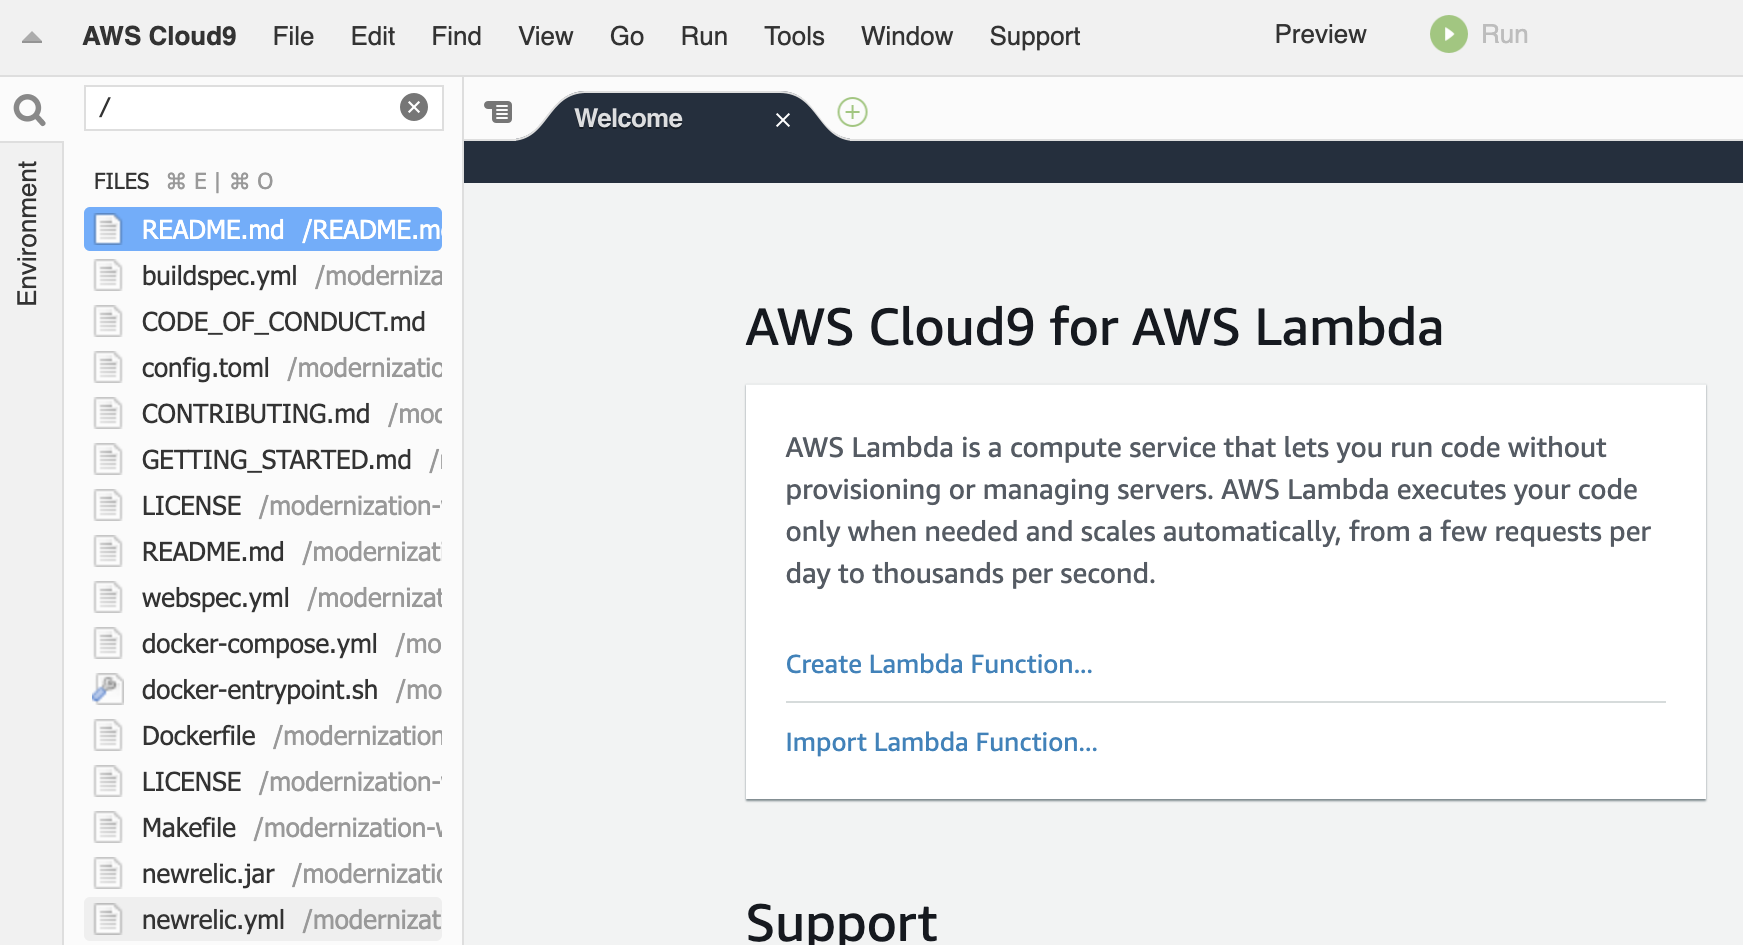 AWS Cloud9 File Edit Find View Go Run Tools Window Support Preview Run
/
Environment
FILES ⌘ E | ⌘ O
README.md /README.m
buildspec.yml /moderniza
CODE_OF_CONDUCT.md
config.toml /modernizatio
CONTRIBUTING.md /mod
GETTING_STARTED.md /
LICENSE /modernization-
README.md /modernizati
webspec.yml /modernizat
docker-compose.yml /mo
docker-entrypoint.sh /mo
Dockerfile /modernization
LICENSE /modernization-
Makefile /modernization-w
newrelic.jar /modernizatio
newrelic.yml /modernizat
Welcome
AWS Cloud9 for AWS Lambda
AWS Lambda is a compute service that lets you run code without
provisioning or managing servers. AWS Lambda executes your code
only when needed and scales automatically, from a few requests per
day to thousands per second.
Create Lambda Function...
Import Lambda Function...
Support